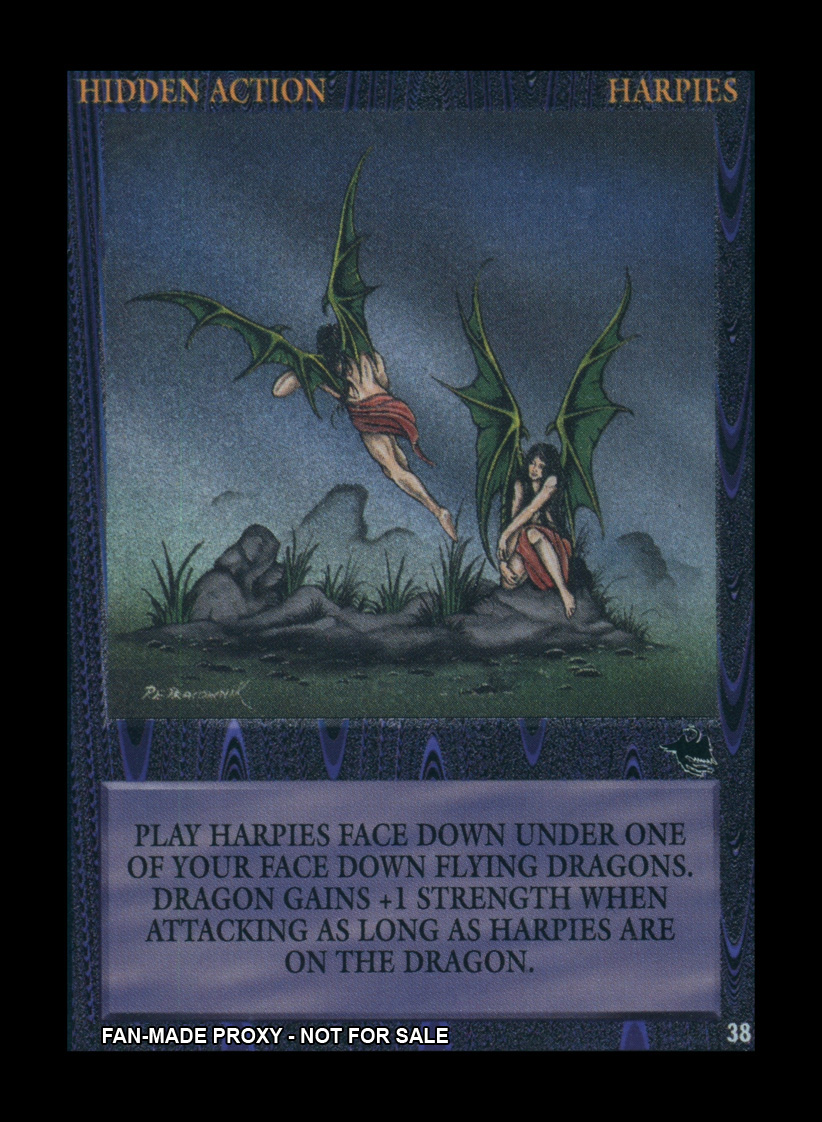 HIDDEN ACTION HARPIES
PLAY HARPIES FACE DOWN UNDER ONE
OF YOUR FACE DOWN FLYING DRAGONS.
DRAGON GAINS +1 STRENGTH WHEN
ATTACKING AS LONG AS HARPIES ARE
ON THE DRAGON.
FAN-MADE PROXY - NOT FOR SALE 38